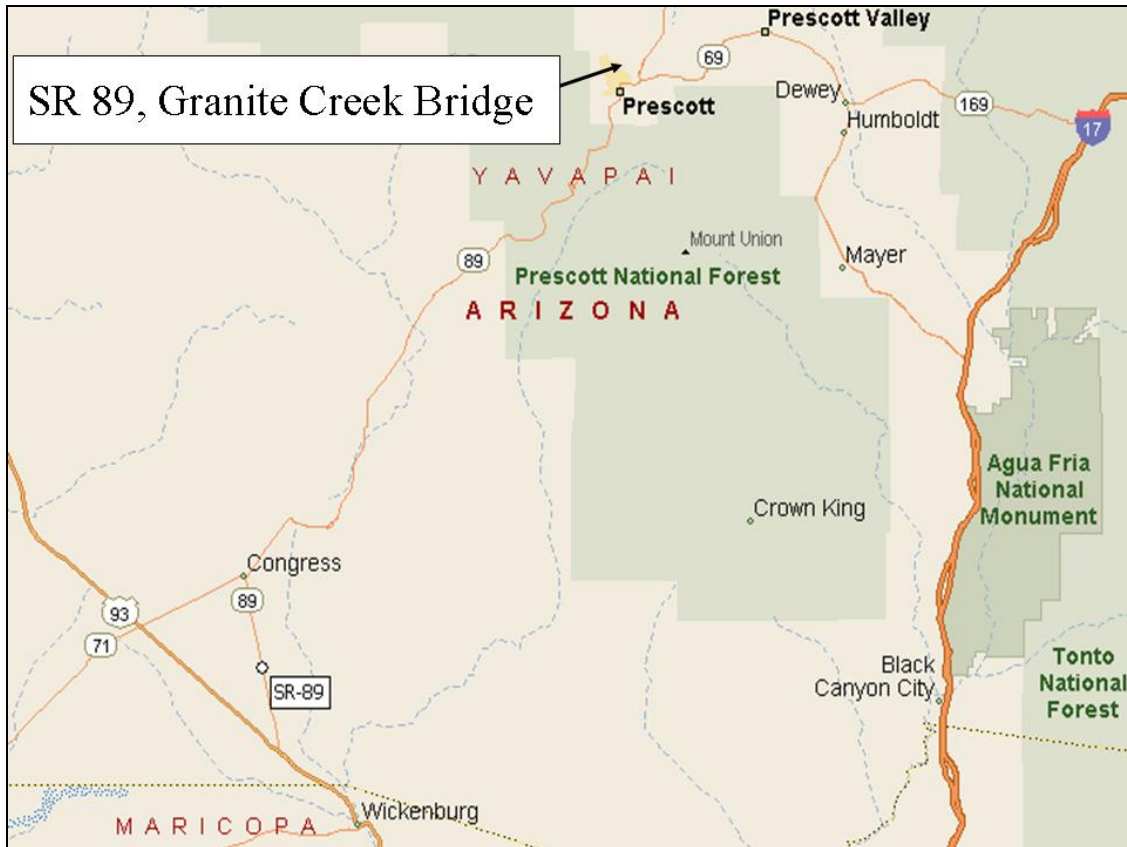 Prescott Valley
SR 89, Granite Creek Bridge
69
Prescott
Dewey
169
Humboldt
17
YAVAPAI
89
Mount Union
Mayer
Prescott National Forest
ARIZONA
Agua Fria
National
Monument
Crown King
Congress
89
93
71
SR-89
Black
Canyon City
Tonto
National
Forest
Wickenburg
MARICOPA